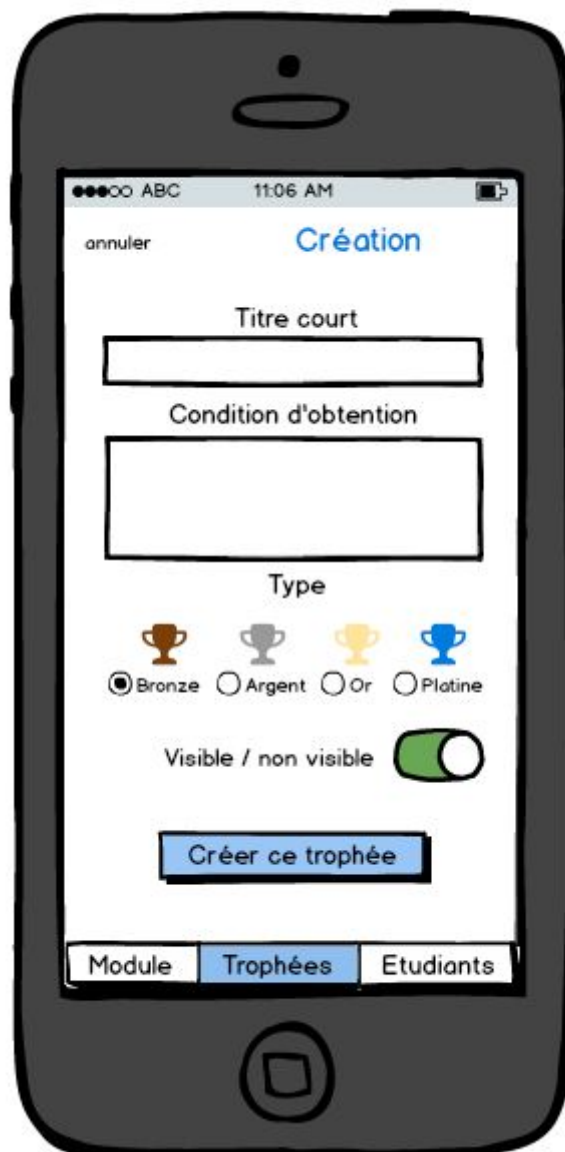 ABC 11:06 AM
annuler Création
Titre court
Condition d'obtention
Type
Bronze Argent Or Platine
Visible / non visible
Créer ce trophée
Module Trophées Etudiants